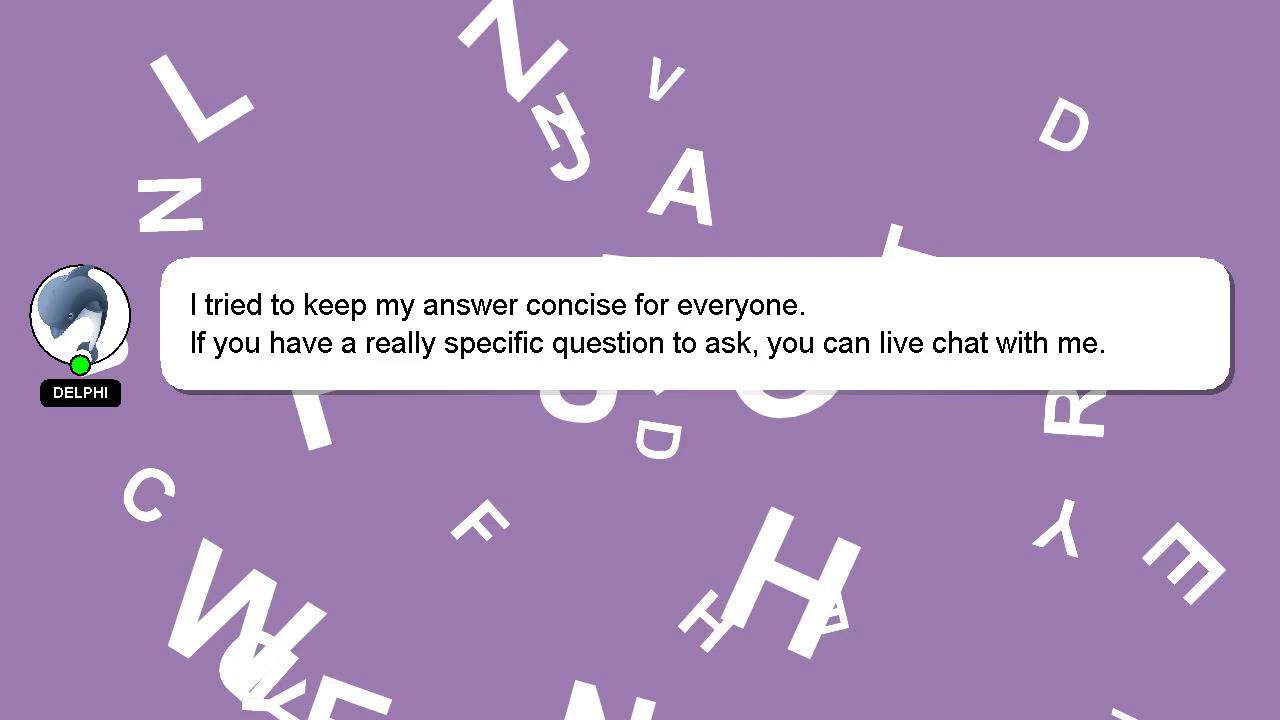 L
N
V
D
N
J
N
A
I tried to keep my answer concise for everyone.
If you have a really specific question to ask, you can live chat with me.
DELPHI
D
R
C
F
Y
E
H
W
H
A
N